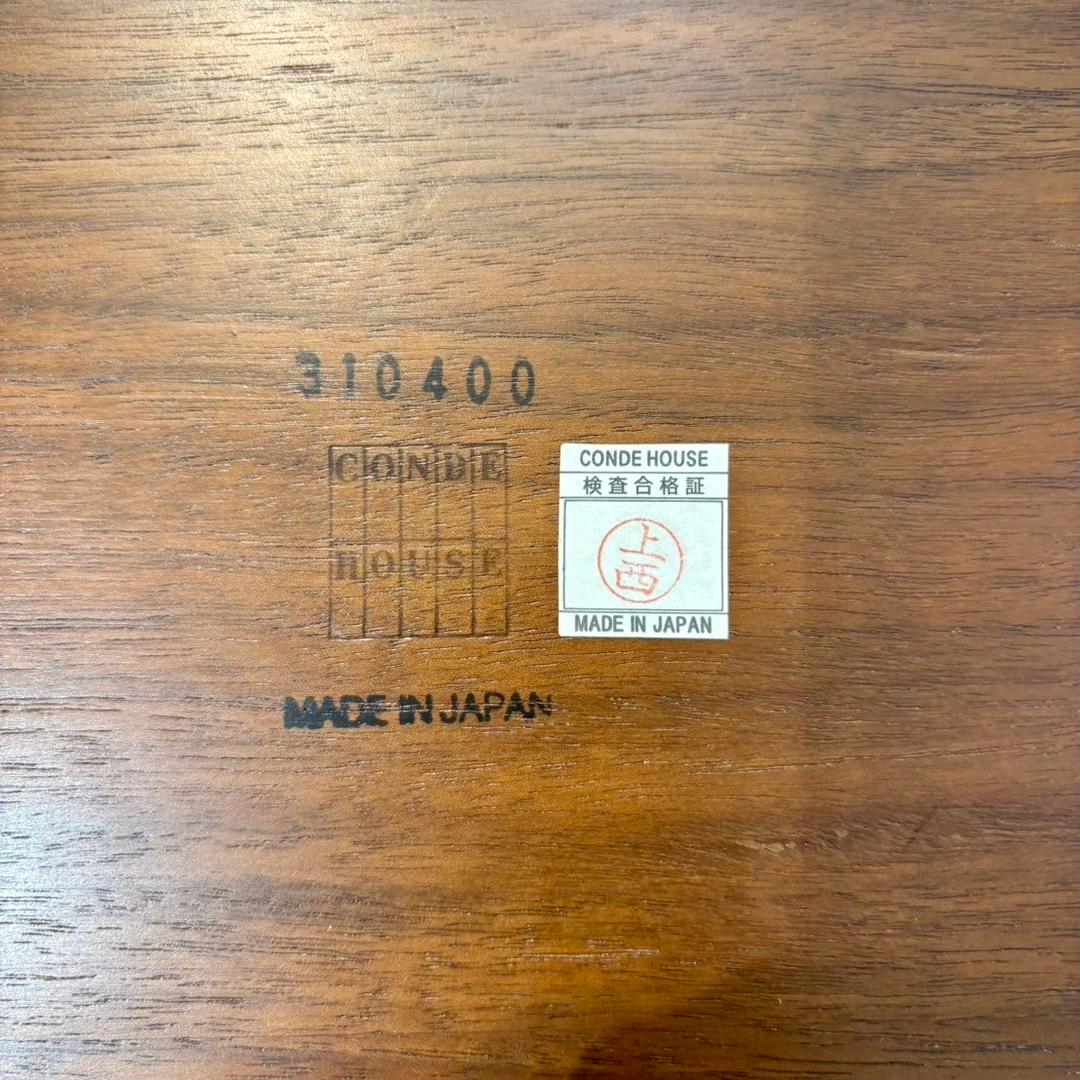 310400
CONDE
HOUSE
MADE IN JAPAN
CONDE HOUSE
検査合格証
上西
MADE IN JAPAN